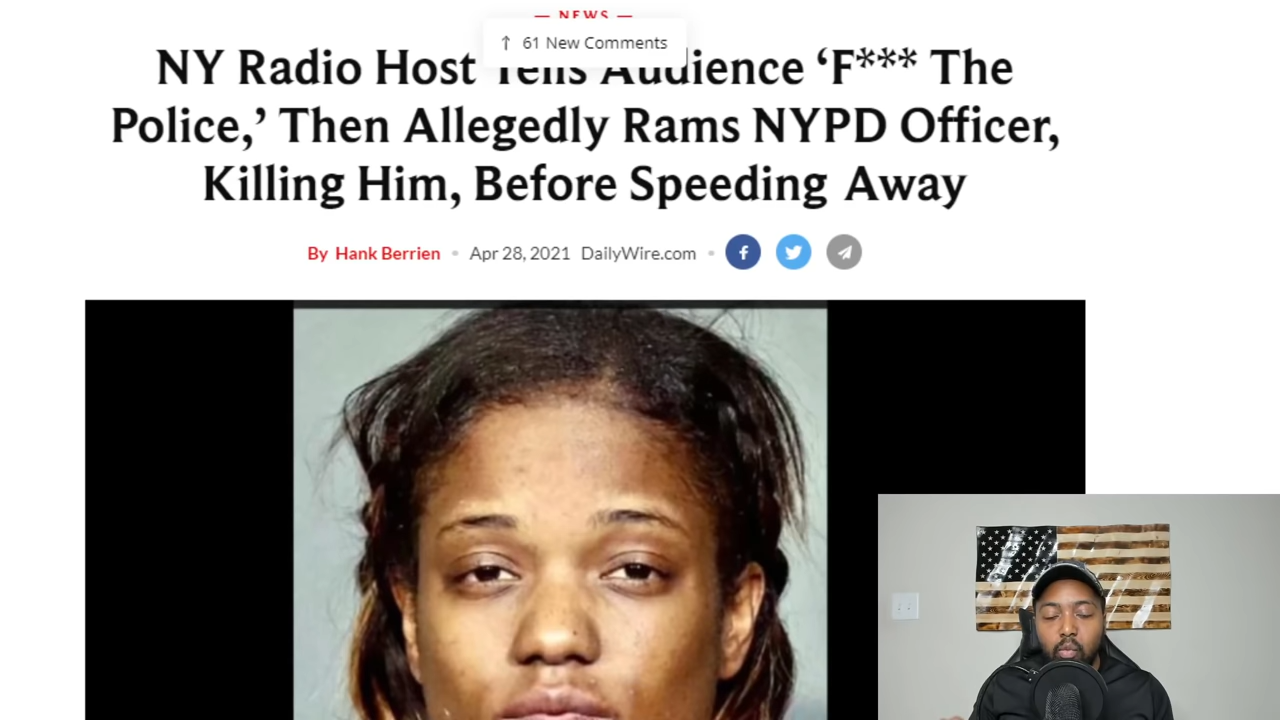 NEWS
↑ 61 New Comments
NY Radio Host Tells Audience ‘F*** The
Police,’ Then Allegedly Rams NYPD Officer,
Killing Him, Before Speeding Away
By Hank Berrien • Apr 28, 2021 DailyWire.com •